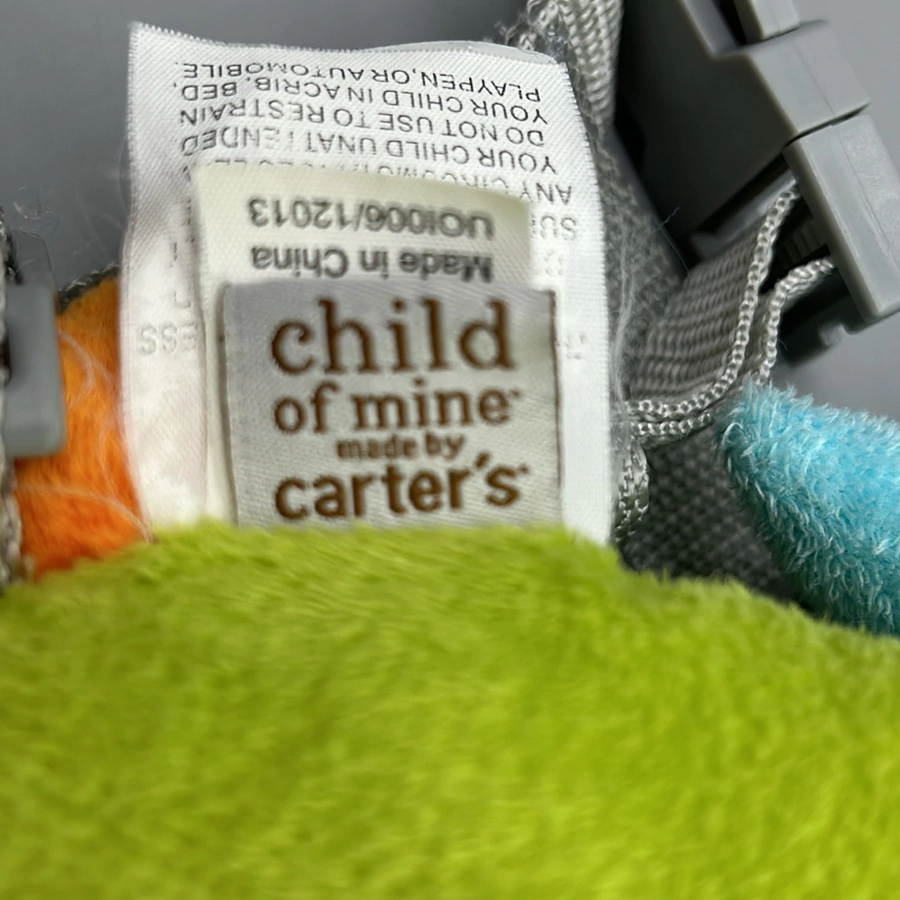 child
of mine
made by
carter's
Made in China
UOI006/12013
ANY
YOUR CHILD UNATTENDED
DO NOT USE TO RESTRAIN
YOUR CHILD IN A CRIB, BED,
PLAYPEN, OR AUTOMOBILE.